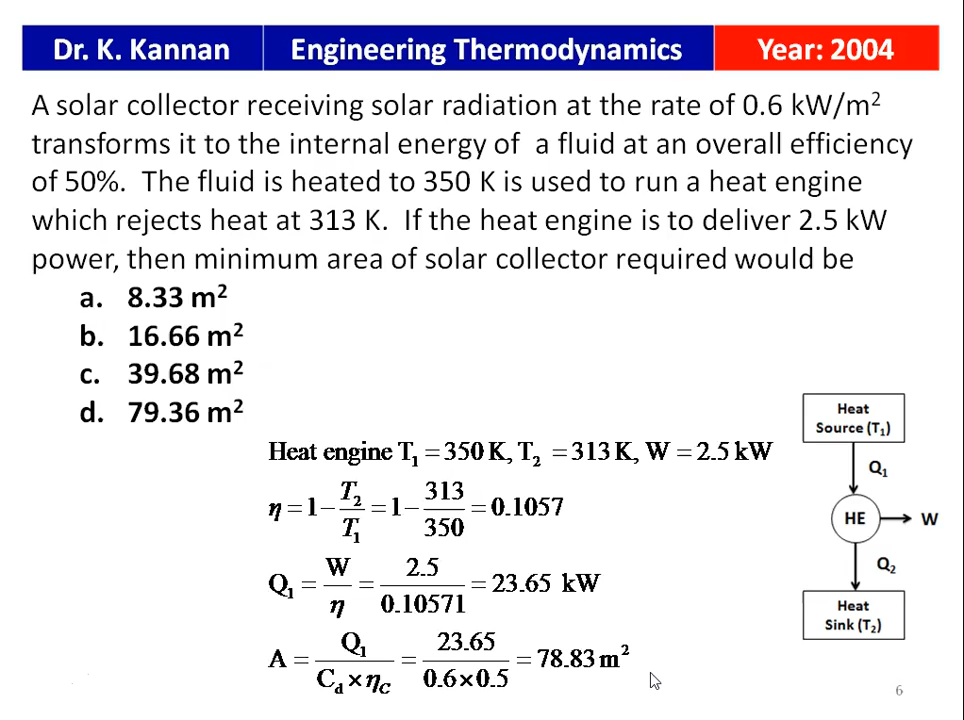 Dr. K. Kannan Engineering Thermodynamics Year: 2004
A solar collector receiving solar radiation at the rate of 0.6 kW/m²
transforms it to the internal energy of a fluid at an overall efficiency
of 50%. The fluid is heated to 350 K is used to run a heat engine
which rejects heat at 313 K. If the heat engine is to deliver 2.5 kW
power, then minimum area of solar collector required would be
a. 8.33 m²
b. 16.66 m²
c. 39.68 m²
d. 79.36 m²
Heat engine T₁ = 350 K, T₂ = 313 K, W = 2.5 kW
η = 1 − T₂/T₁ = 1 − 313/350 = 0.1057
Q₁ = W/η = 2.5/0.10571 = 23.65 kW
A = Q₁/(C_d × η_C) = 23.65/(0.6×0.5) = 78.83 m²
Heat
Source (T₁)
Q₁
HE
W
Q₂
Heat
Sink (T₂)
6